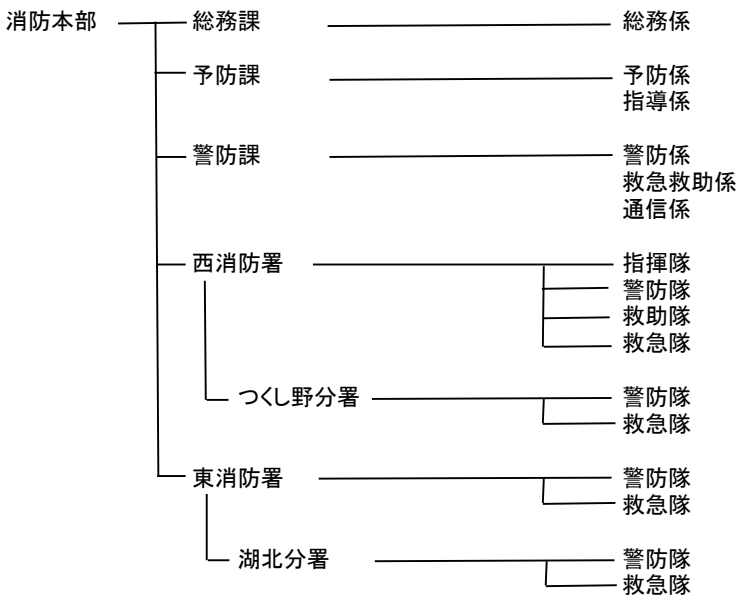 消防本部 総務課 総務係
予防課 予防係
指導係
警防課 警防係
救急救助係
通信係
西消防署 指揮隊
警防隊
救助隊
救急隊
つくし野分署 警防隊
救急隊
東消防署 警防隊
救急隊
湖北分署 警防隊
救急隊